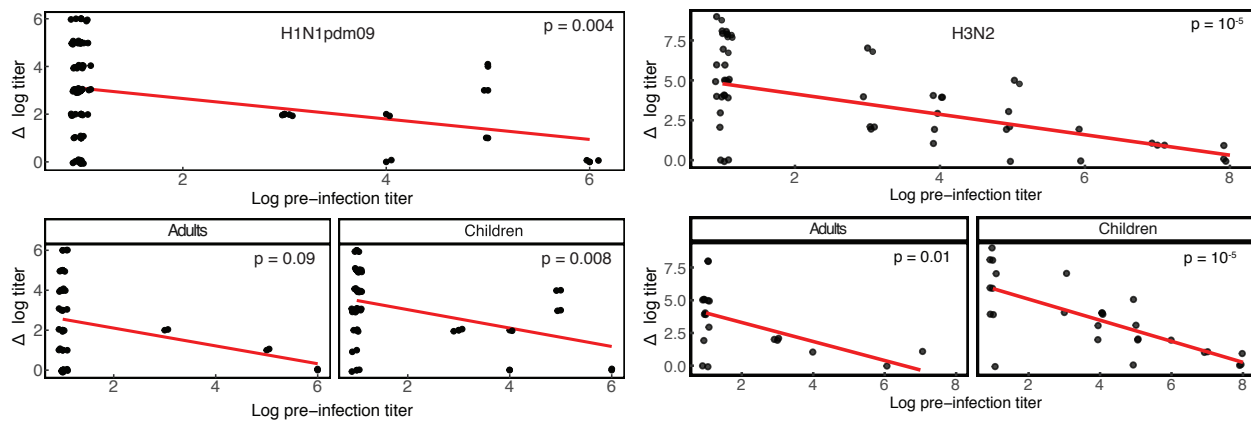 H1N1pdm09
p = 0.004
Δ log titer
6
4
2
0
2 4 6
Log pre-infection titer
H3N2
p = 10-5
Δ log titer
7.5
5.0
2.5
0.0
2 4 6 8
Log pre-infection titer
Adults
Children
p = 0.09
p = 0.008
Δ log titer
6
4
2
0
2 4 6
2 4 6
Log pre-infection titer
Adults
Children
p = 0.01
p = 10-5
Δ log titer
7.5
5.0
2.5
0.0
2 4 6 8
2 4 6 8
Log pre-infection titer